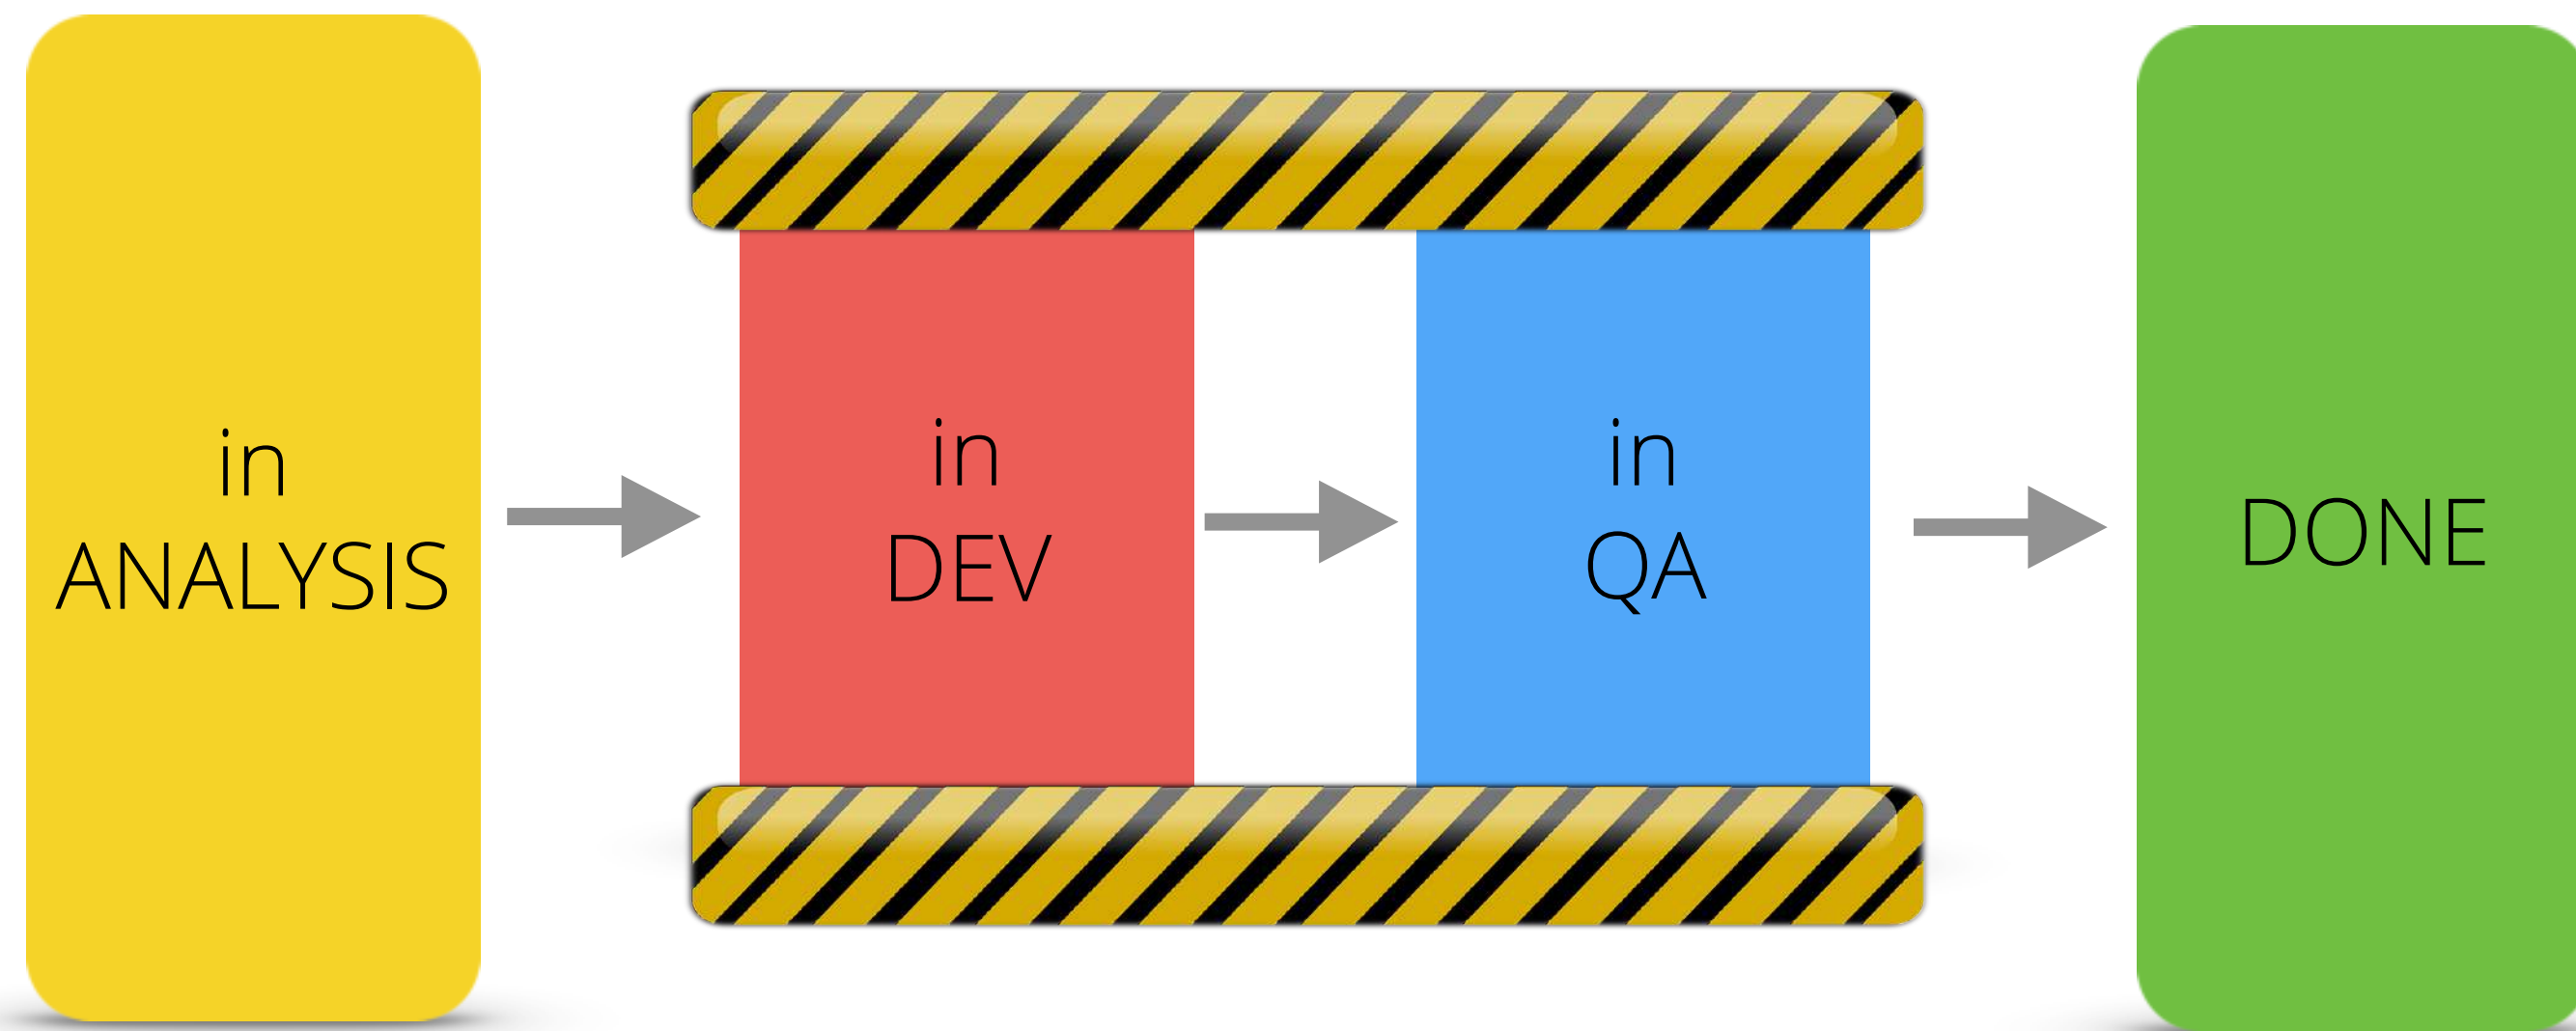 in
ANALYSIS
in
DEV
in
QA
DONE